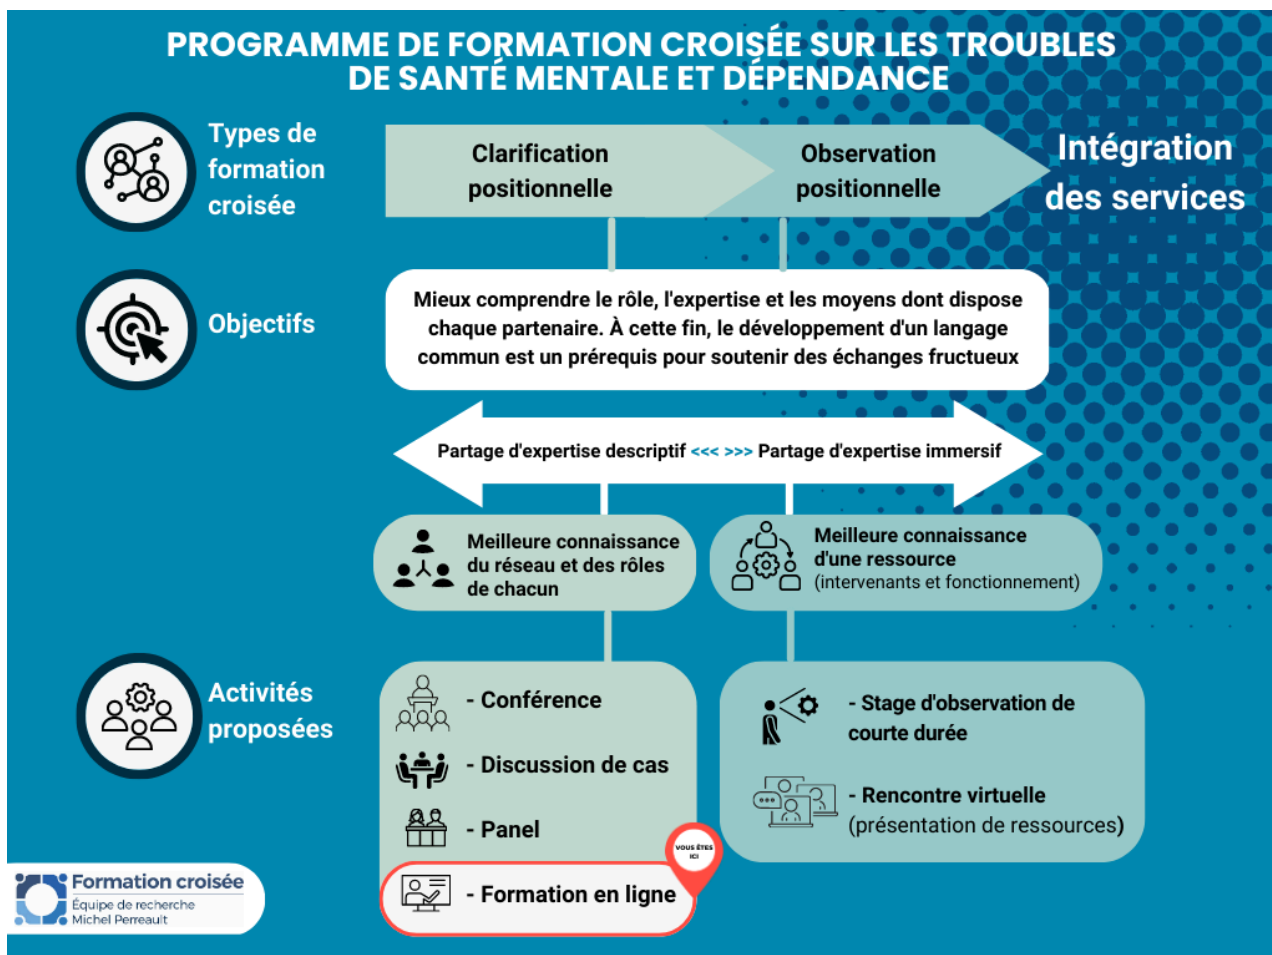 PROGRAMME DE FORMATION CROISÉE SUR LES TROUBLES
DE SANTÉ MENTALE ET DÉPENDANCE
Types de
formation
croisée
Clarification
positionnelle
Observation
positionnelle
Intégration
des services
Objectifs
Mieux comprendre le rôle, l'expertise et les moyens dont dispose
chaque partenaire. À cette fin, le développement d'un langage
commun est un prérequis pour soutenir des échanges fructueux
Partage d'expertise descriptif <<< >>> Partage d'expertise immersif
Meilleure connaissance
du réseau et des rôles
de chacun
Meilleure connaissance
d'une ressource
(intervenants et fonctionnement)
Activités
proposées
- Conférence
- Discussion de cas
- Panel
- Formation en ligne
VOUS ÊTES
ICI
- Stage d'observation de
courte durée
- Rencontre virtuelle
(présentation de ressources)
Formation croisée
Équipe de recherche
Michel Perreault